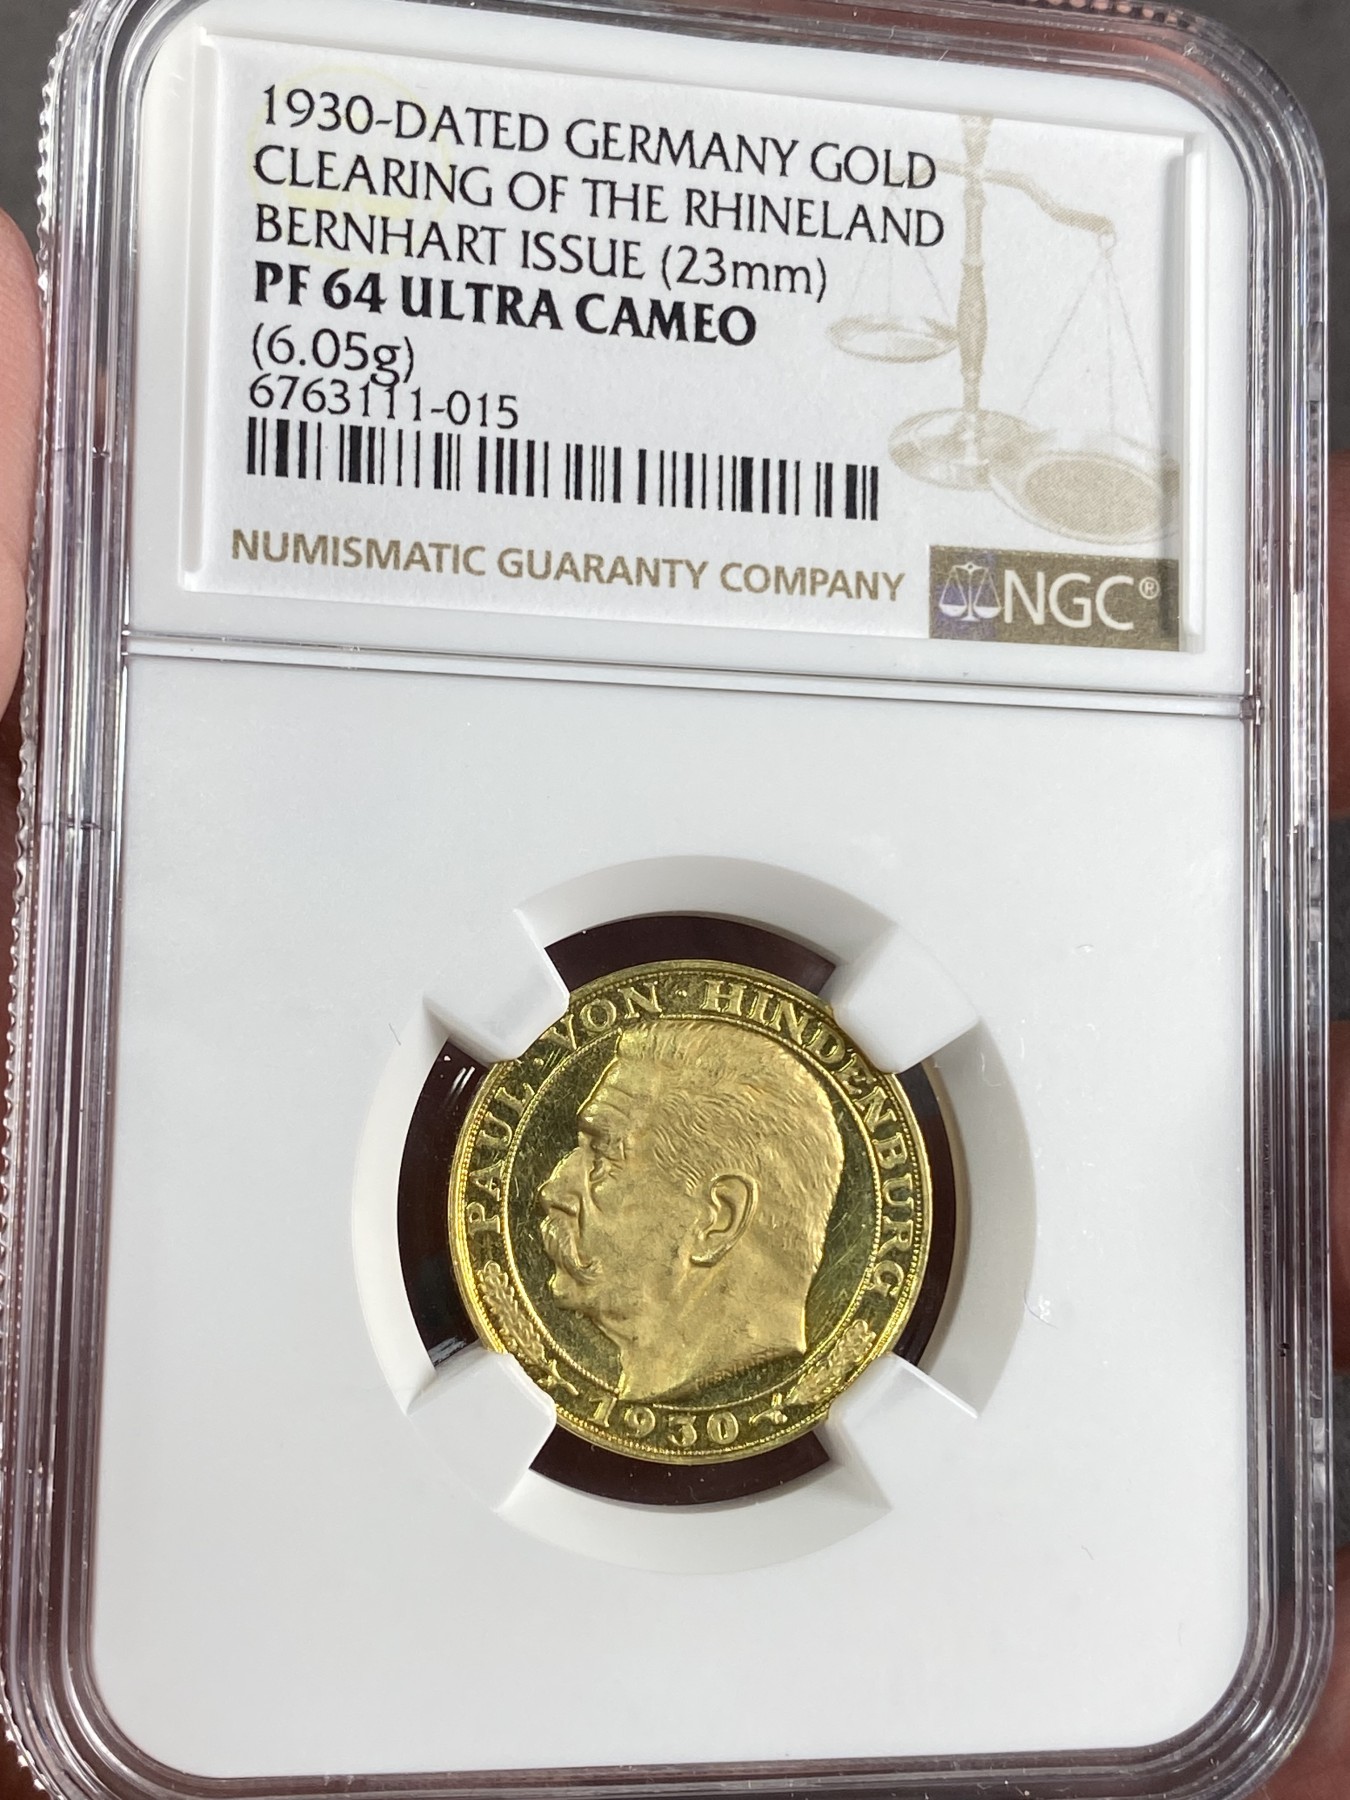 1930-DATED GERMANY GOLD
CLEARING OF THE RHINELAND
BERNHART ISSUE (23mm)
PF 64 ULTRA CAMEO
(6.05g)
6763111-015
NUMISMATIC GUARANTY COMPANY
NGC®
PAUL · VON · HINDENBURG
1930